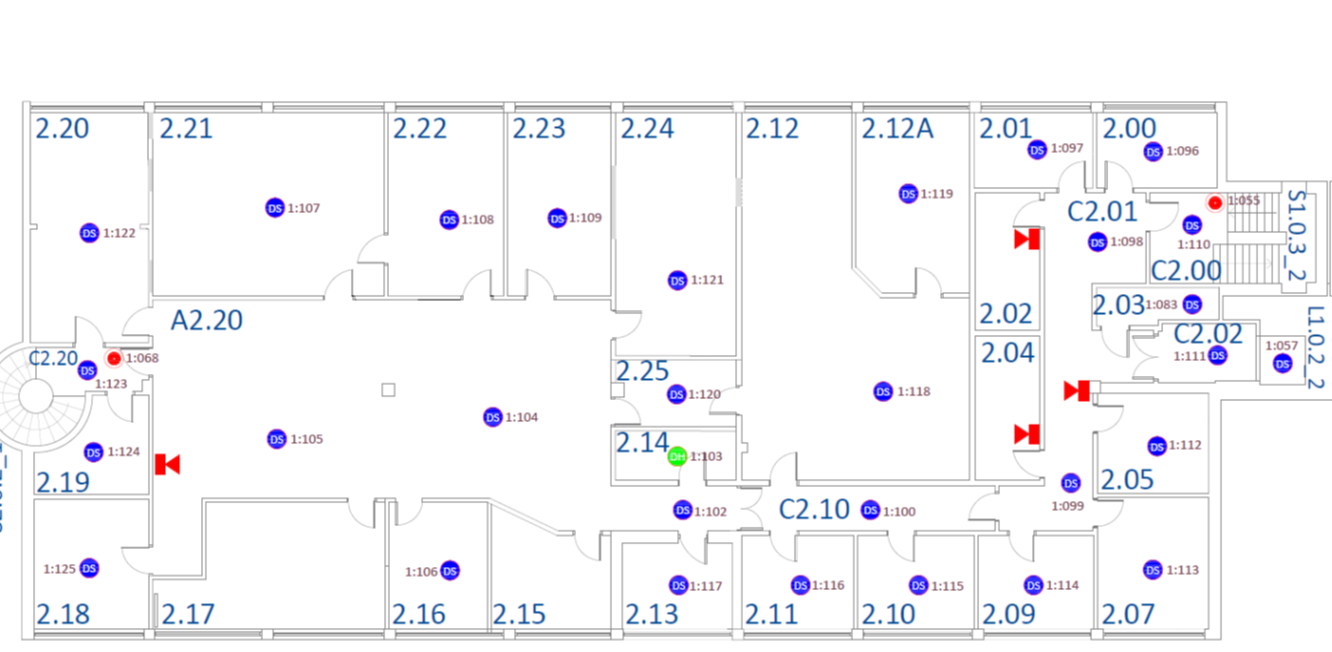 2.20
2.21
2.22
2.23
2.24
2.12
2.12A
2.01
2.00
DS 1:097
DS 1:096
DS 1:119
DS 1:107
DS 1:108
DS 1:109
DS 1:122
1:055
S1.0.3_2
C2.01
DS 1:098
DS
1:110
C2.00
DS 1:121
2.02
2.03 1:083 DS
A2.20
C2.02
1:111 DS
1:057
DS
L1.0.2_2
C2.20
1:068
DS
1:123
2.04
2.25
DS 1:120
DS 1:118
DS 1:104
DS 1:105
2.14
DH 1:103
DS 1:124
2.19
DS 1:112
2.05
DS
1:099
DS 1:102
C2.10
DS 1:100
1:125 DS
2.18
2.17
1:106 DS
2.16
2.15
DS 1:117
2.13
DS 1:116
2.11
DS 1:115
2.10
DS 1:114
2.09
DS 1:113
2.07